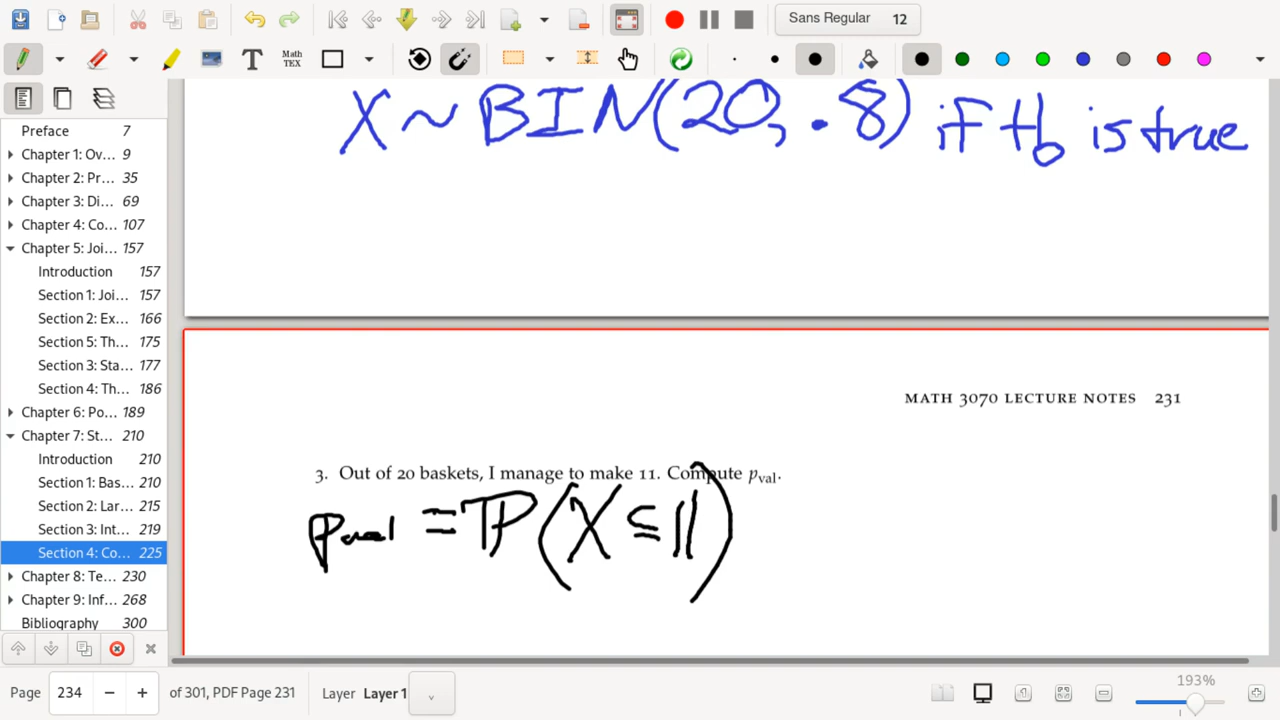 Sans Regular 12
Math TEX
Preface 7
Chapter 1: Ov... 9
Chapter 2: Pr... 35
Chapter 3: Di... 69
Chapter 4: Co... 107
Chapter 5: Joi... 157
Introduction 157
Section 1: Joi... 157
Section 2: Ex... 166
Section 5: Th... 175
Section 3: Sta... 177
Section 4: Th... 186
Chapter 6: Po... 189
Chapter 7: St... 210
Introduction 210
Section 1: Bas... 210
Section 2: Lar... 215
Section 3: Int... 219
Section 4: Co... 225
Chapter 8: Te... 230
Chapter 9: Inf... 268
Bibliography 300
X ~ BIN(20, .8) if H₀ is true
MATH 3070 LECTURE NOTES 231
3. Out of 20 baskets, I manage to make 11. Compute pval.
pval = ℙ(X ≤ 11)
Page 234 of 301, PDF Page 231
Layer Layer 1
193%